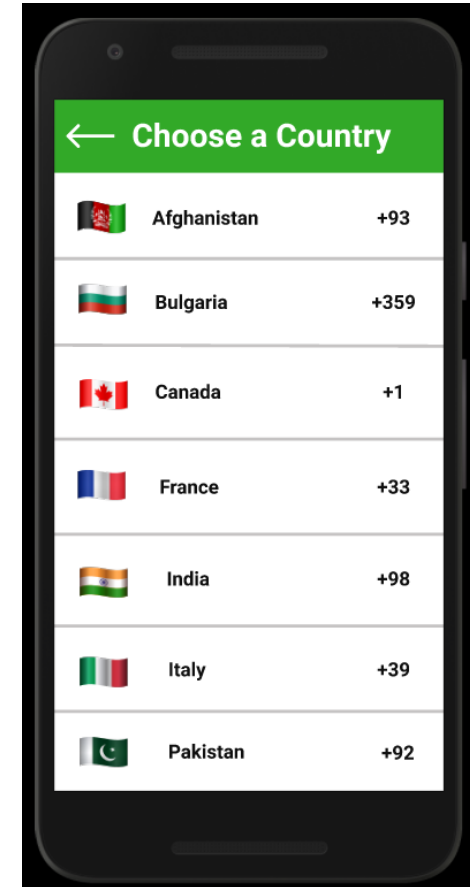 Choose a Country
Afghanistan +93
Bulgaria +359
Canada +1
France +33
India +98
Italy +39
Pakistan +92